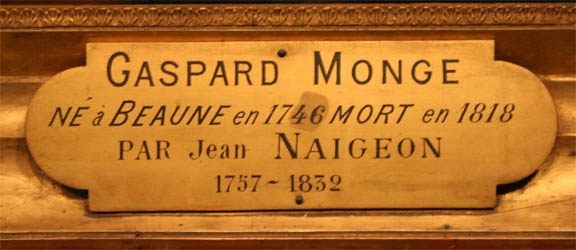 GASPARD MONGE
NÉ à BEAUNE en 1746 MORT en 1818
PAR Jean NAIGEON
1757~1832